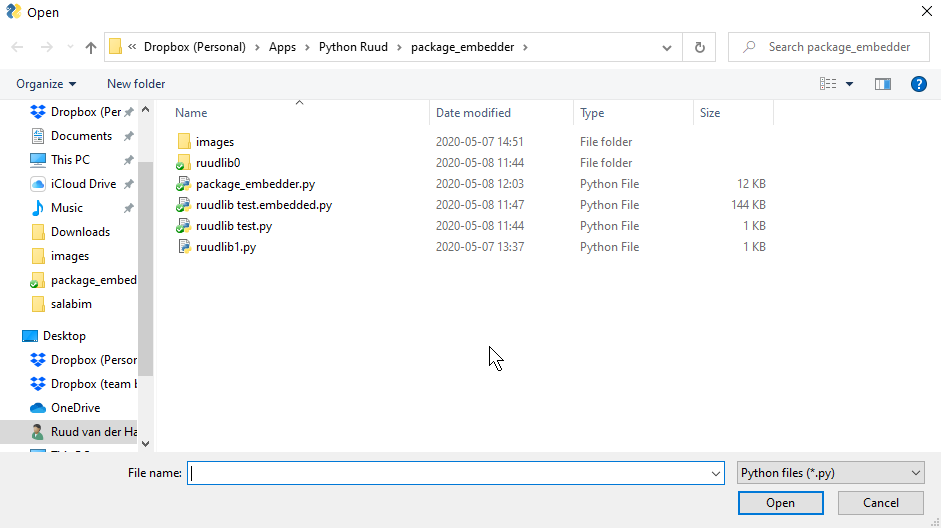 Open
« Dropbox (Personal) > Apps > Python Ruud > package_embedder >
Search package_embedder
Organize
New folder
Name
Date modified
Type
Size
Dropbox (Per
Documents
This PC
iCloud Drive
Music
Downloads
images
package_embed
salabim
Desktop
Dropbox (Person
Dropbox (team b
OneDrive
Ruud van der Ha
images 2020-05-07 14:51 File folder
ruudlib0 2020-05-08 11:44 File folder
package_embedder.py 2020-05-08 12:03 Python File 12 KB
ruudlib test.embedded.py 2020-05-08 11:47 Python File 144 KB
ruudlib test.py 2020-05-08 11:44 Python File 1 KB
ruudlib1.py 2020-05-07 13:37 Python File 1 KB
File name:
Python files (*.py)
Open
Cancel